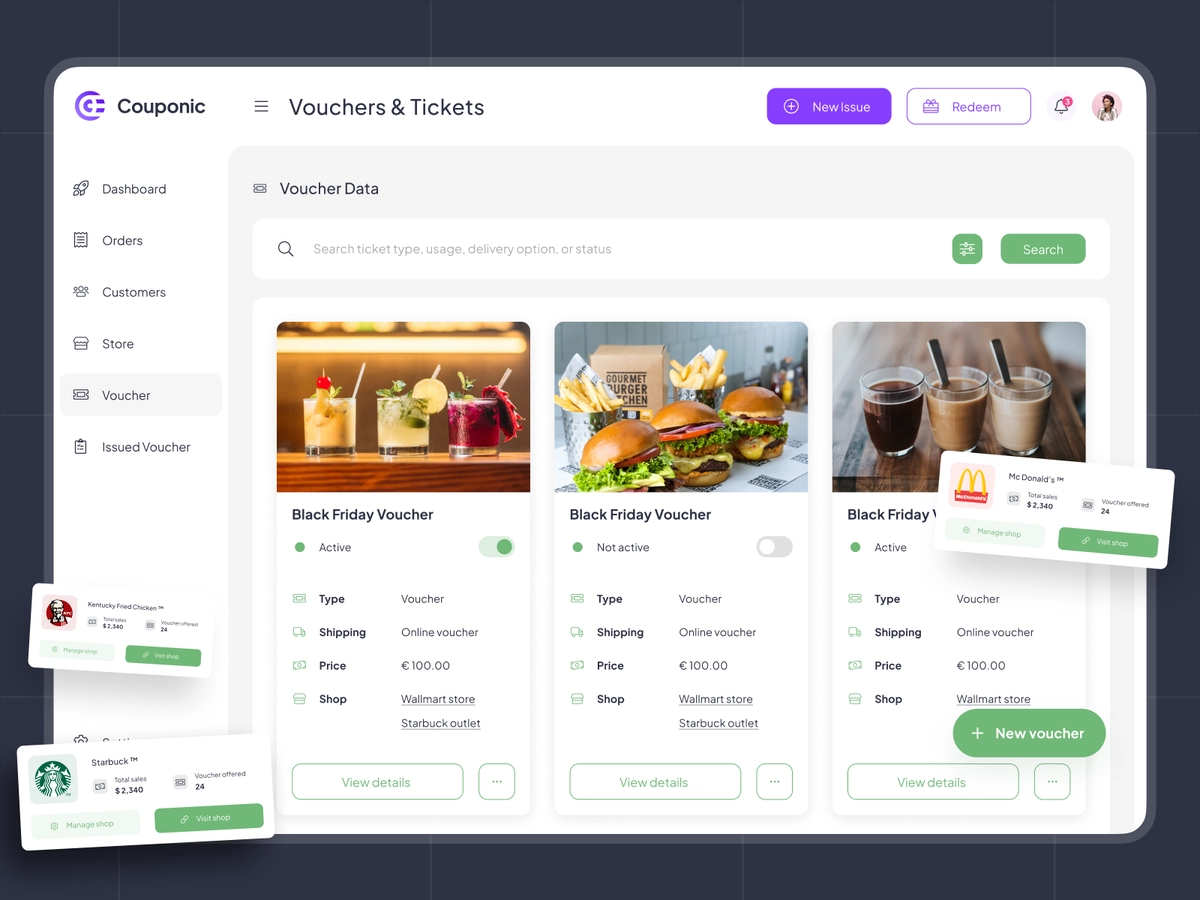 Couponic
Vouchers & Tickets
New Issue
Redeem
3
Dashboard
Orders
Customers
Store
Voucher
Issued Voucher
Voucher Data
Search ticket type, usage, delivery option, or status
Search
GOURMET
BURGER
KITCHEN
Black Friday Voucher
Active
Type Voucher
Shipping Online voucher
Price € 100.00
Shop Wallmart store
Starbuck outlet
View details
Black Friday Voucher
Not active
Type Voucher
Shipping Online voucher
Price € 100.00
Shop Wallmart store
Starbuck outlet
View details
Black Friday V
Active
Type Voucher
Shipping Online voucher
Price € 100.00
Shop Wallmart store
+ New voucher
View details
McDonald's
Mc Donald's ™
Total sales
$ 2,340
Voucher offered
24
Manage shop
Visit shop
KFC
Kentucky Fried Chicken ™
Total sales
$ 2,340
Voucher offered
24
Manage shop
Visit shop
Starbuck ™
Total sales
$ 2,340
Voucher offered
24
Manage shop
Visit shop